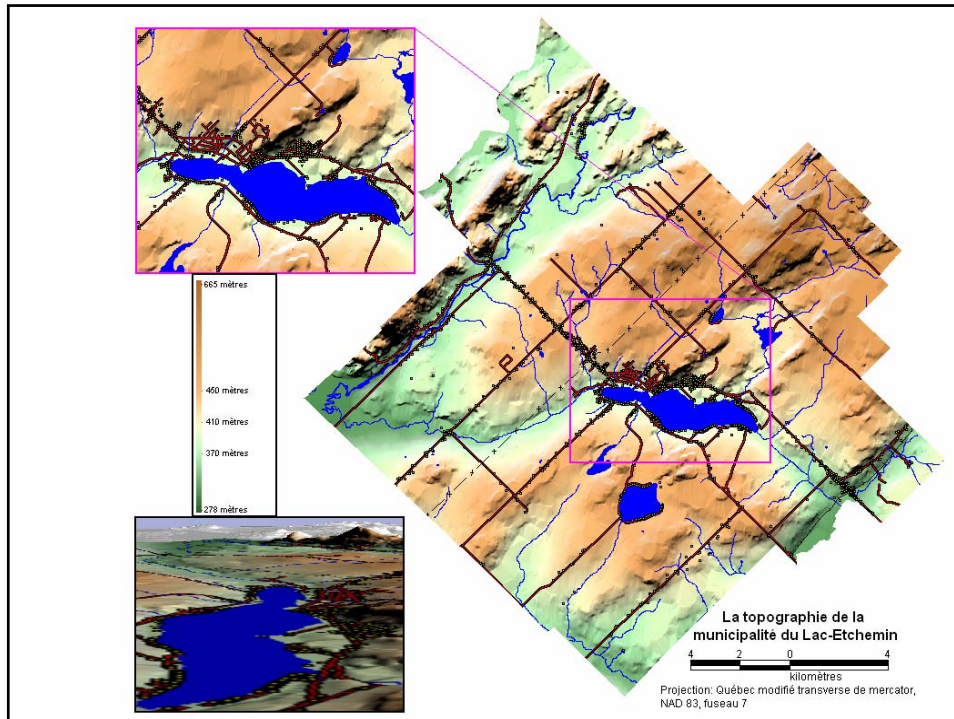 665 mètres
450 mètres
410 mètres
370 mètres
278 mètres
La topographie de la
municipalité du Lac-Etchemin
4 2 0 4
kilomètres
Projection: Québec modifié transverse de mercator,
NAD 83, fuseau 7